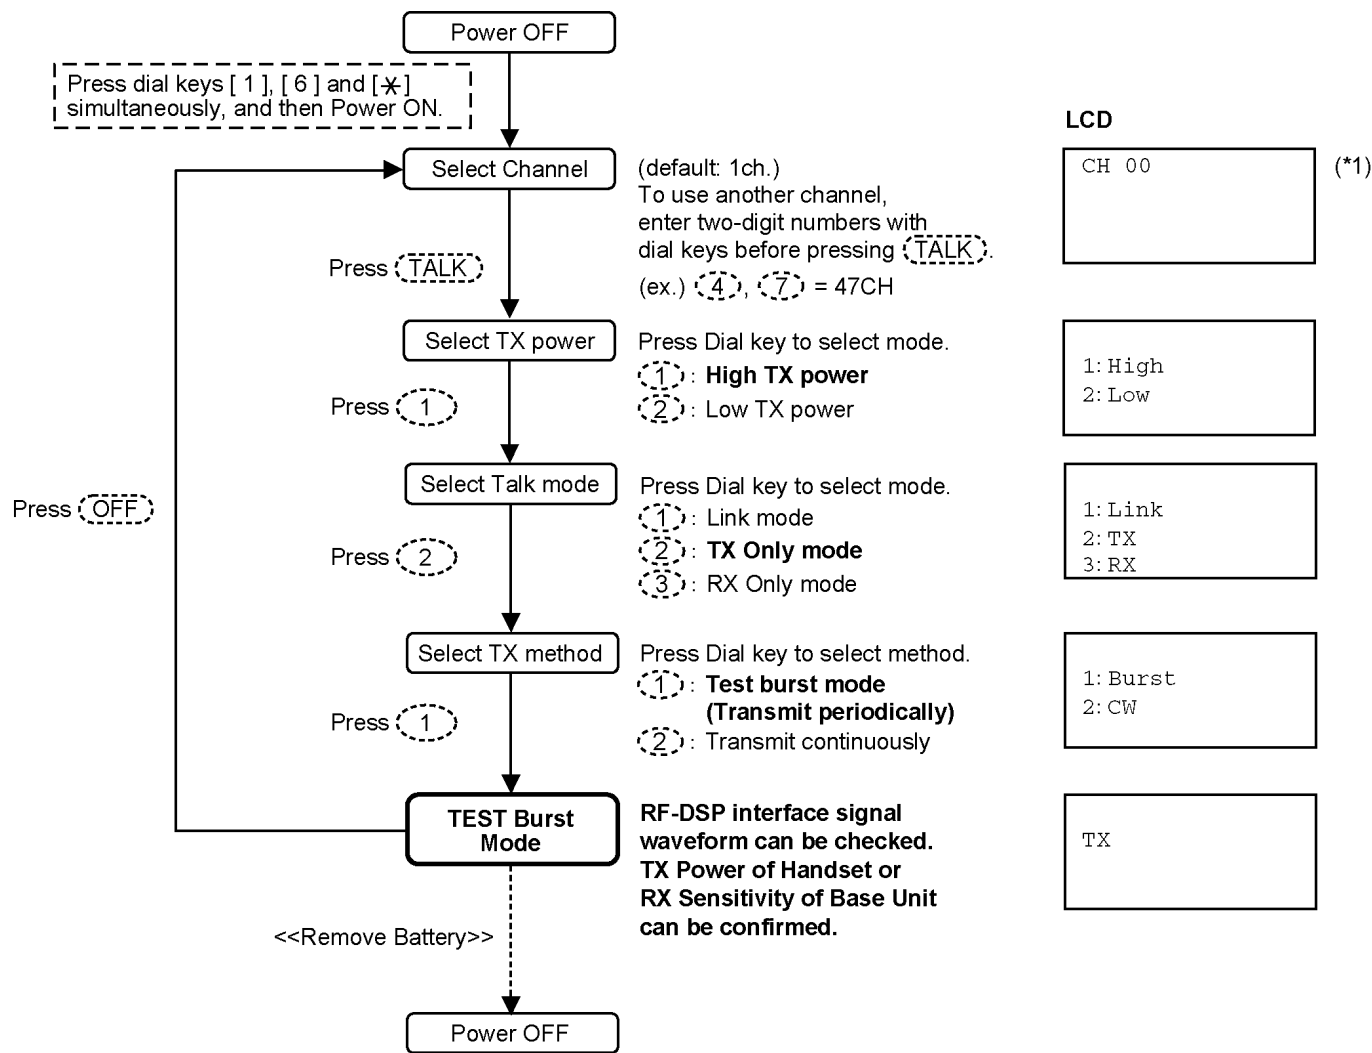 Power OFF
Press dial keys [ 1 ], [ 6 ] and [✻]
simultaneously, and then Power ON.
LCD
Select Channel
(default: 1ch.)
To use another channel,
enter two-digit numbers with
dial keys before pressing TALK.
(ex.) 4, 7 = 47CH
CH 00
(*1)
Press TALK
Select TX power
Press Dial key to select mode.
1 : High TX power
2 : Low TX power
1: High
2: Low
Press 1
Select Talk mode
Press Dial key to select mode.
1 : Link mode
2 : TX Only mode
3 : RX Only mode
1: Link
2: TX
3: RX
Press OFF
Press 2
Select TX method
Press Dial key to select method.
1 : Test burst mode
(Transmit periodically)
2 : Transmit continuously
1: Burst
2: CW
Press 1
TEST Burst
Mode
RF-DSP interface signal
waveform can be checked.
TX Power of Handset or
RX Sensitivity of Base Unit
can be confirmed.
TX
<<Remove Battery>>
Power OFF